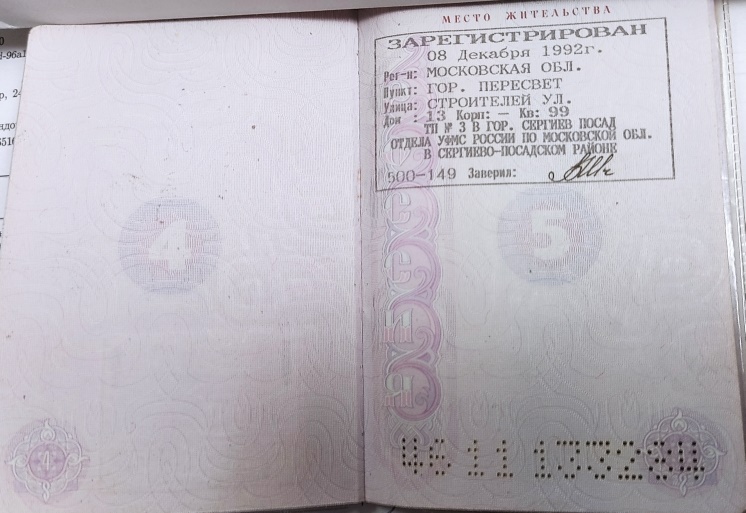 МЕСТО ЖИТЕЛЬСТВА
ЗАРЕГИСТРИРОВАН
08 Декабря 1992г.
Рег-н: МОСКОВСКАЯ ОБЛ.
Пункт: ГОР. ПЕРЕСВЕТ
Улица: СТРОИТЕЛЕЙ УЛ.
Дом : 13 Корп: — Кв: 99
ТП № 3 В ГОР. СЕРГИЕВ ПОСАД
ОТДЕЛА УФМС РОССИИ ПО МОСКОВСКОЙ ОБЛ.
В СЕРГИЕВО-ПОСАДСКОМ РАЙОНЕ
500-149 Заверил:
4
5
46 11